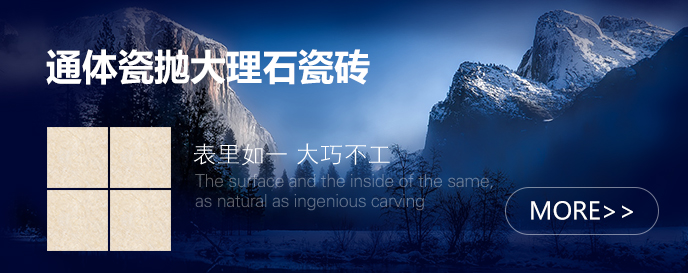 通体瓷抛大理石瓷砖
表里如一 大巧不工
The surface and the inside of the same,
as natural as ingenious carving
MORE>>